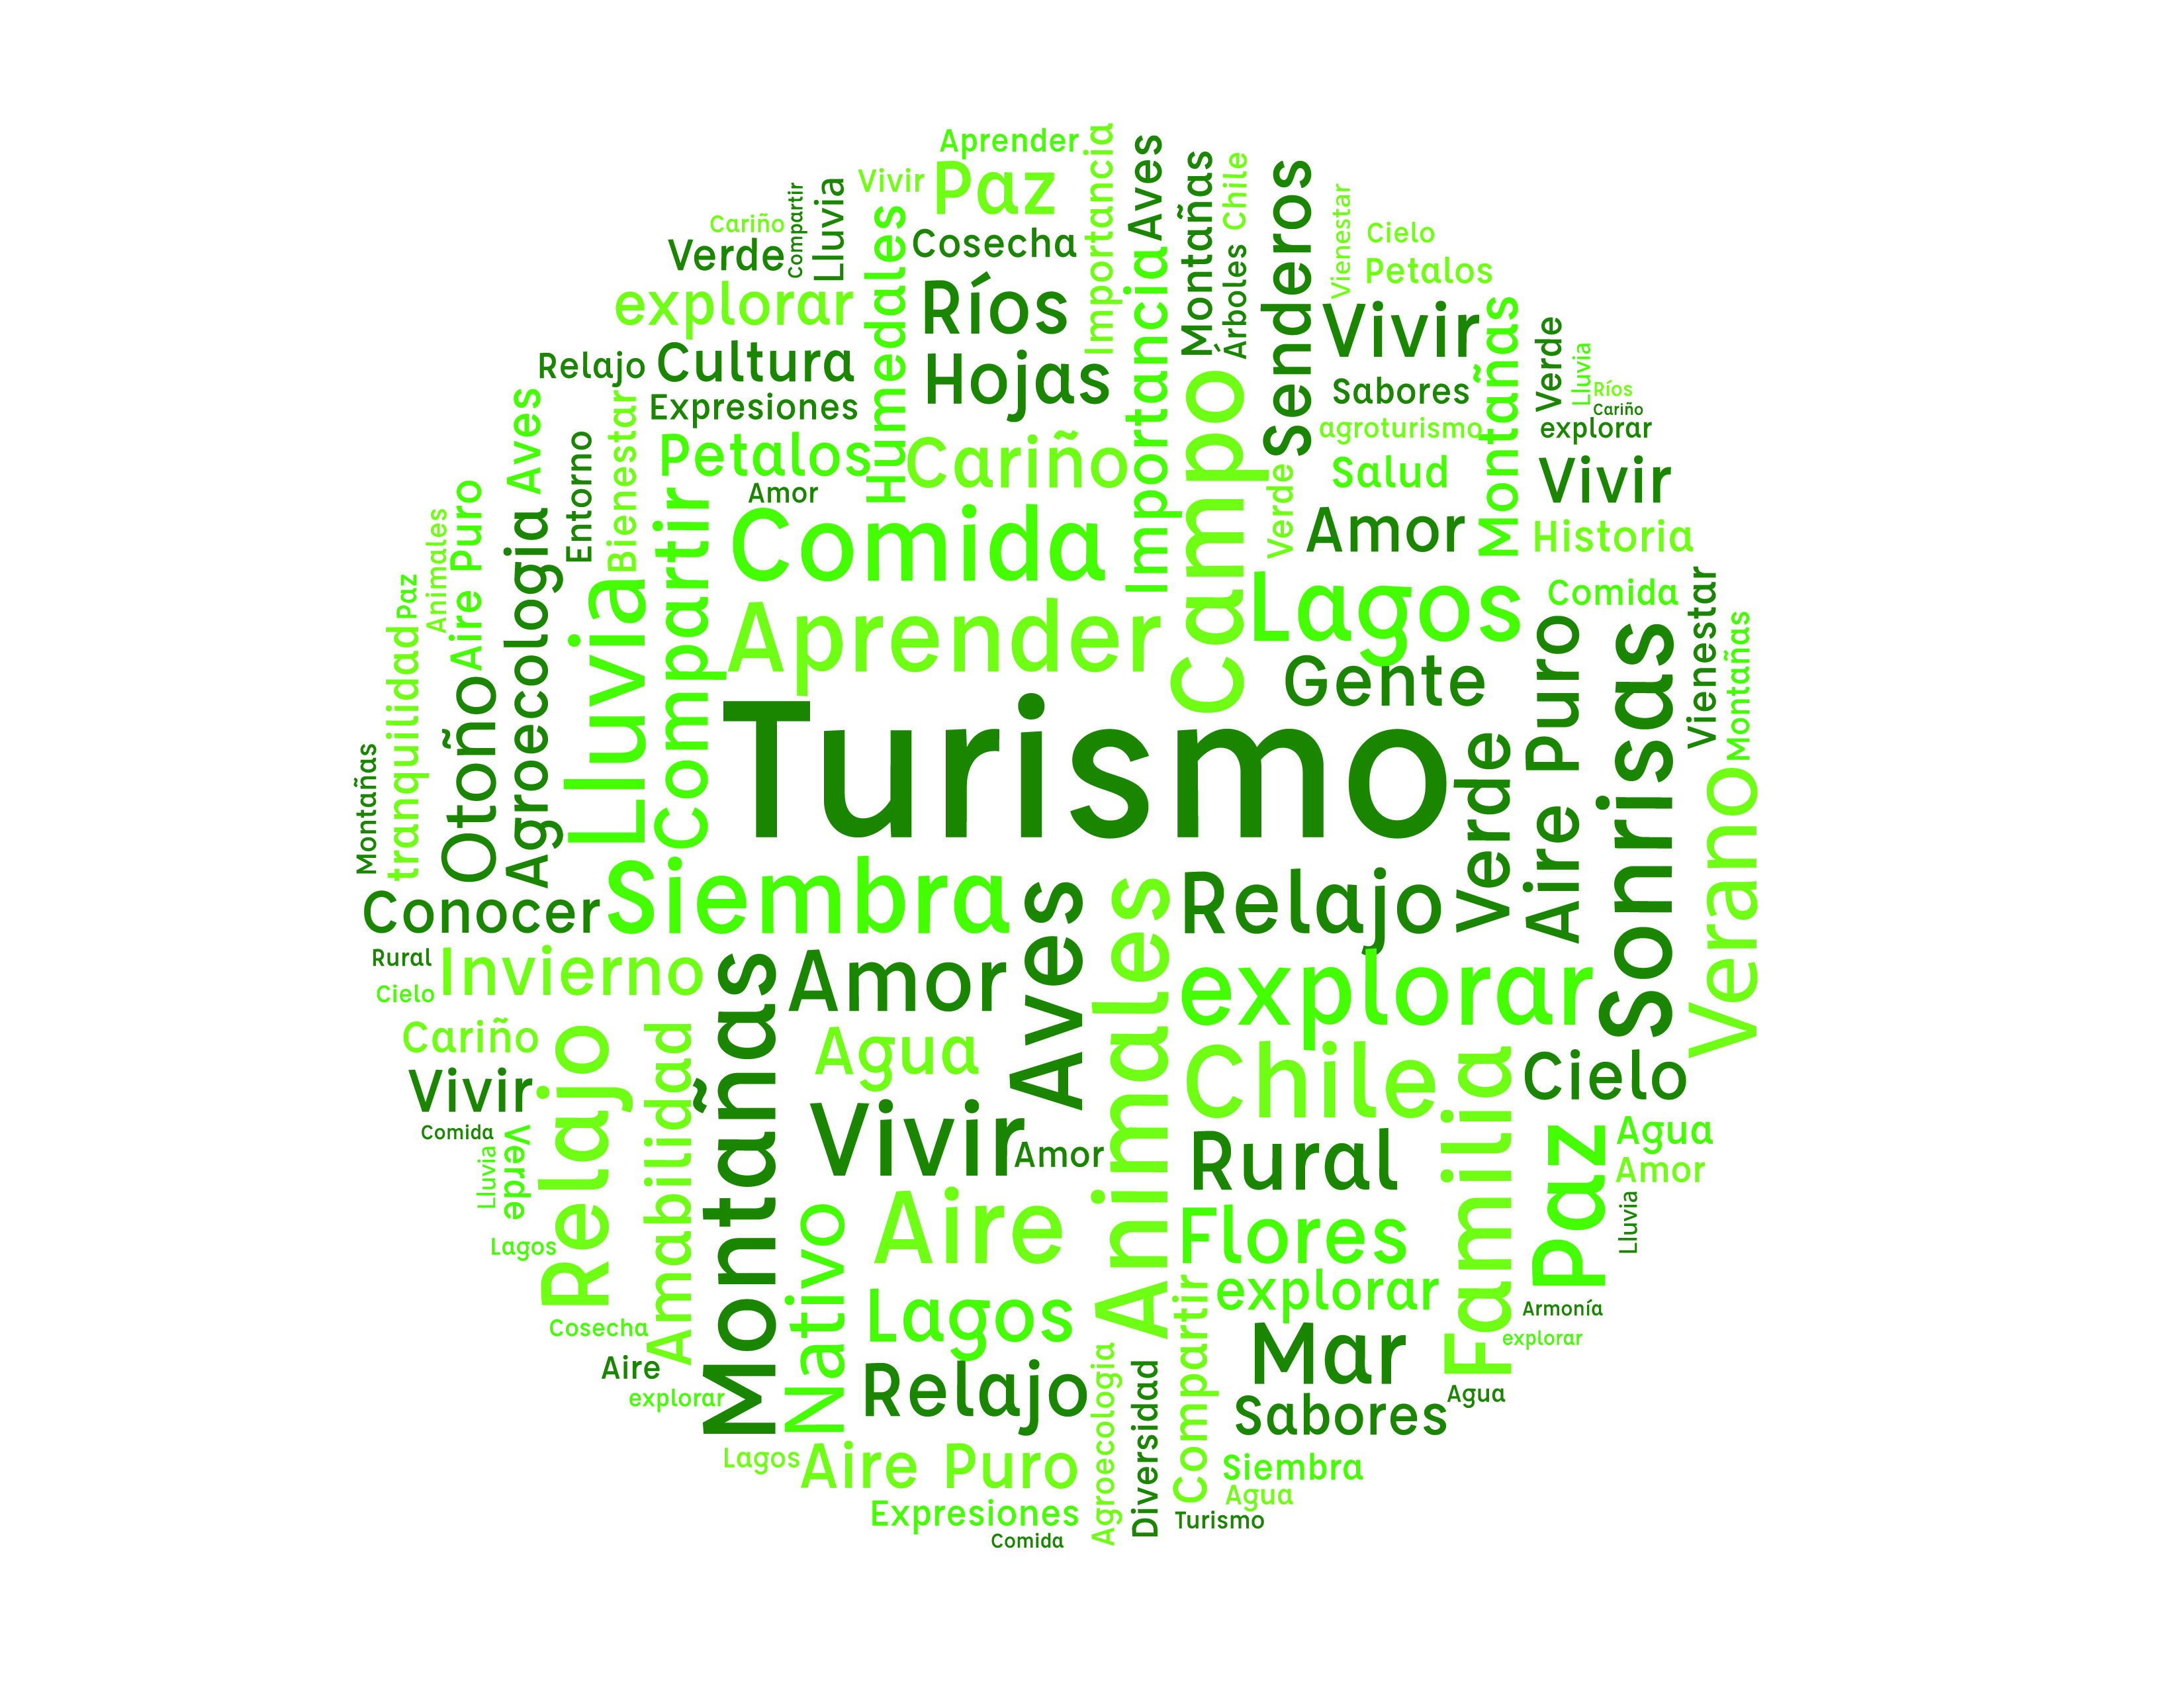 Aprender
Importancia
Aves
Montañas
Chile
Senderos
Vivir
Paz
Cariño
Compartir
Lluvia
Vienestar
Cielo
Verde
Humedales
Cosecha
Árboles
Petalos
explorar
Ríos
Importancia
Vivir
Montañas
Verde
Relajo
Cultura
Hojas
Campo
Sabores
Lluvia
Ríos
Cariño
Aves
Bienestar
Expresiones
agroturismo
explorar
Entorno
Petalos
Cariño
Verde
Salud
Vivir
Aire Puro
Amor
Animales
Agroecologia
Compartir
Comida
Amor
Historia
Paz
Lluvia
Aprender
Lagos
Comida
Vienestar
tranquilidad
Otoño
Gente
Aire Puro
Sonrisas
Montañas
Montañas
Turismo
Verde
Verano
Conocer
Siembra
Aves
Animales
Relajo
Rural
Invierno
Montañas
Amor
explorar
Cielo
Cariño
Relajo
Amabilidad
Agua
Chile
Familia
Cielo
Vivir
Vivir
Amor
Rural
Paz
Agua
Comida
Lluvia
Verde
Amor
Lluvia
Lagos
Nativo
Aire
Flores
explorar
Armonía
Cosecha
Lagos
Compartir
explorar
Aire
Relajo
Agroecologia
Diversidad
Mar
Agua
explorar
Sabores
Lagos
Aire Puro
Siembra
Agua
Expresiones
Turismo
Comida